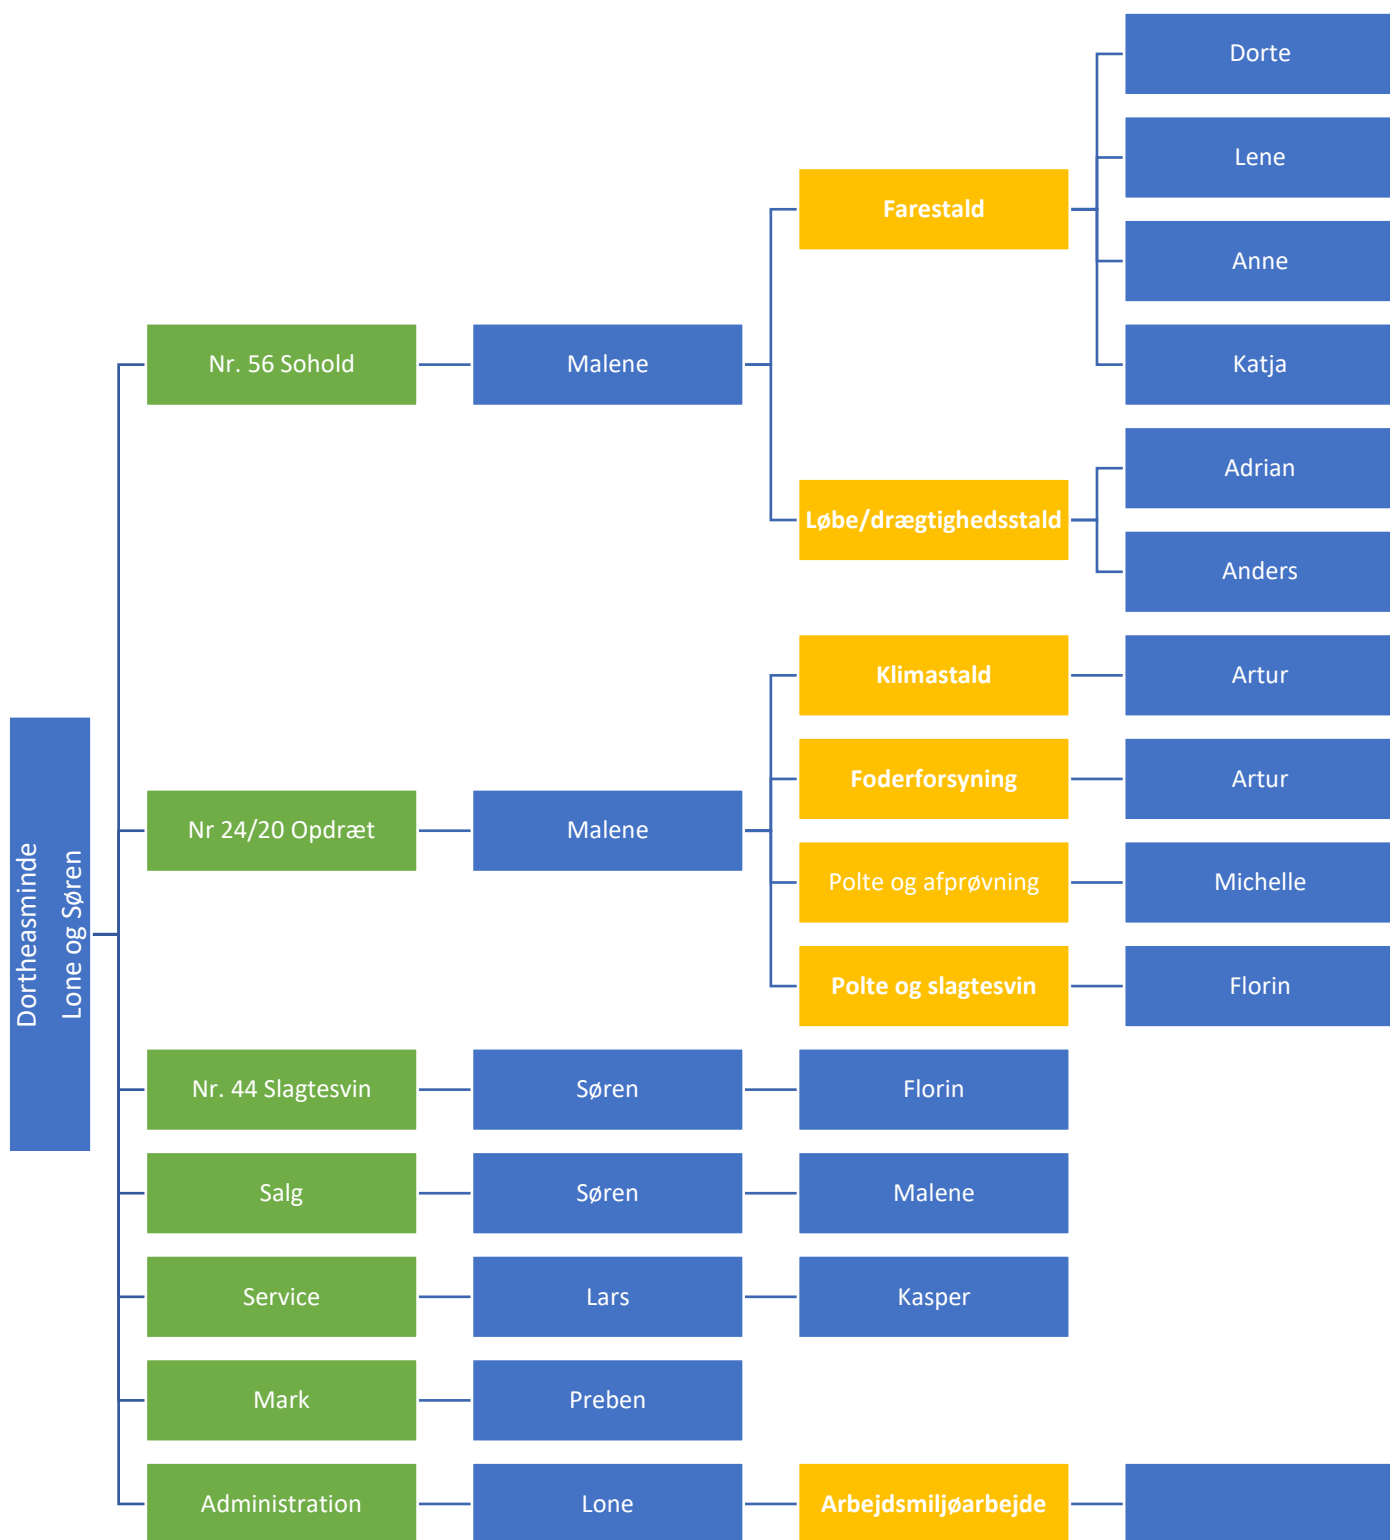 Dortheasminde
Lone og Søren
Nr. 56 Sohold
Malene
Farestald
Dorte
Lene
Anne
Katja
Løbe/drægtighedsstald
Adrian
Anders
Nr 24/20 Opdræt
Malene
Klimastald
Artur
Foderforsyning
Artur
Polte og afprøvning
Michelle
Polte og slagtesvin
Florin
Nr. 44 Slagtesvin
Søren
Florin
Salg
Søren
Malene
Service
Lars
Kasper
Mark
Preben
Administration
Lone
Arbejdsmiljøarbejde